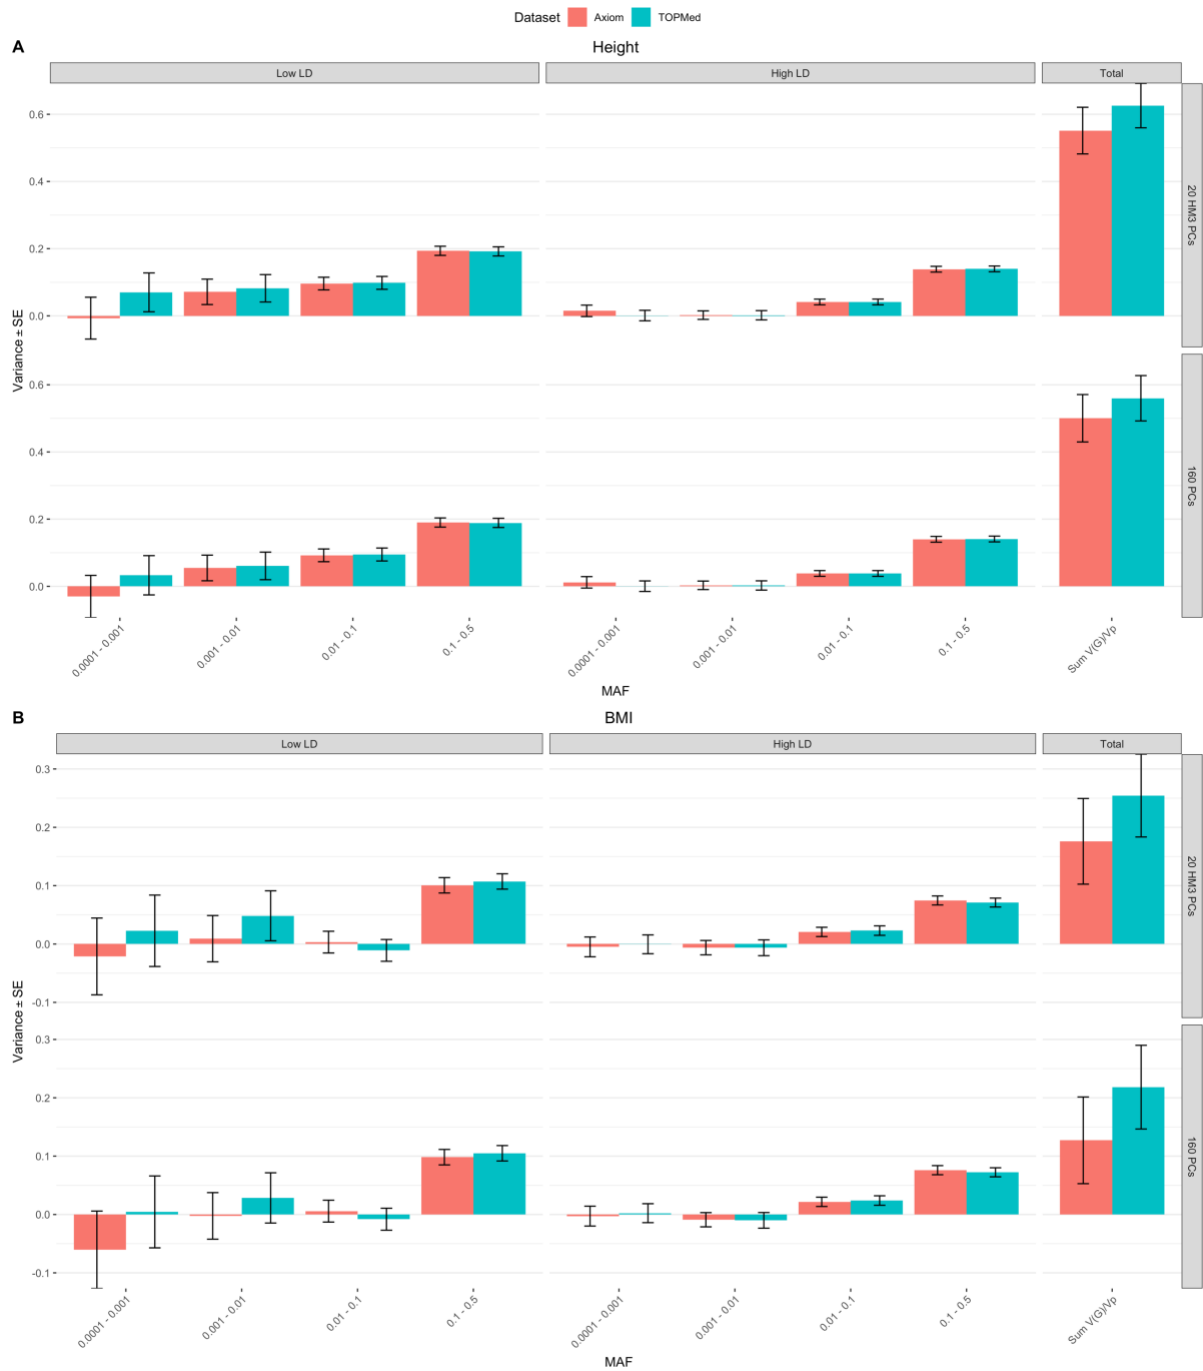 Dataset Axiom TOPMed
A
Height
Low LD High LD Total
0.6
0.4
0.2
0.0
20 HM3 PCs
Variance ± SE
0.6
0.4
0.2
0.0
160 PCs
0.0001 - 0.001 0.001 - 0.01 0.01 - 0.1 0.1 - 0.5 0.0001 - 0.001 0.001 - 0.01 0.01 - 0.1 0.1 - 0.5 Sum V(G)/Vp
MAF
B
BMI
Low LD High LD Total
0.3
0.2
0.1
0.0
-0.1
20 HM3 PCs
Variance ± SE
0.3
0.2
0.1
0.0
-0.1
160 PCs
0.0001 - 0.001 0.001 - 0.01 0.01 - 0.1 0.1 - 0.5 0.0001 - 0.001 0.001 - 0.01 0.01 - 0.1 0.1 - 0.5 Sum V(G)/Vp
MAF